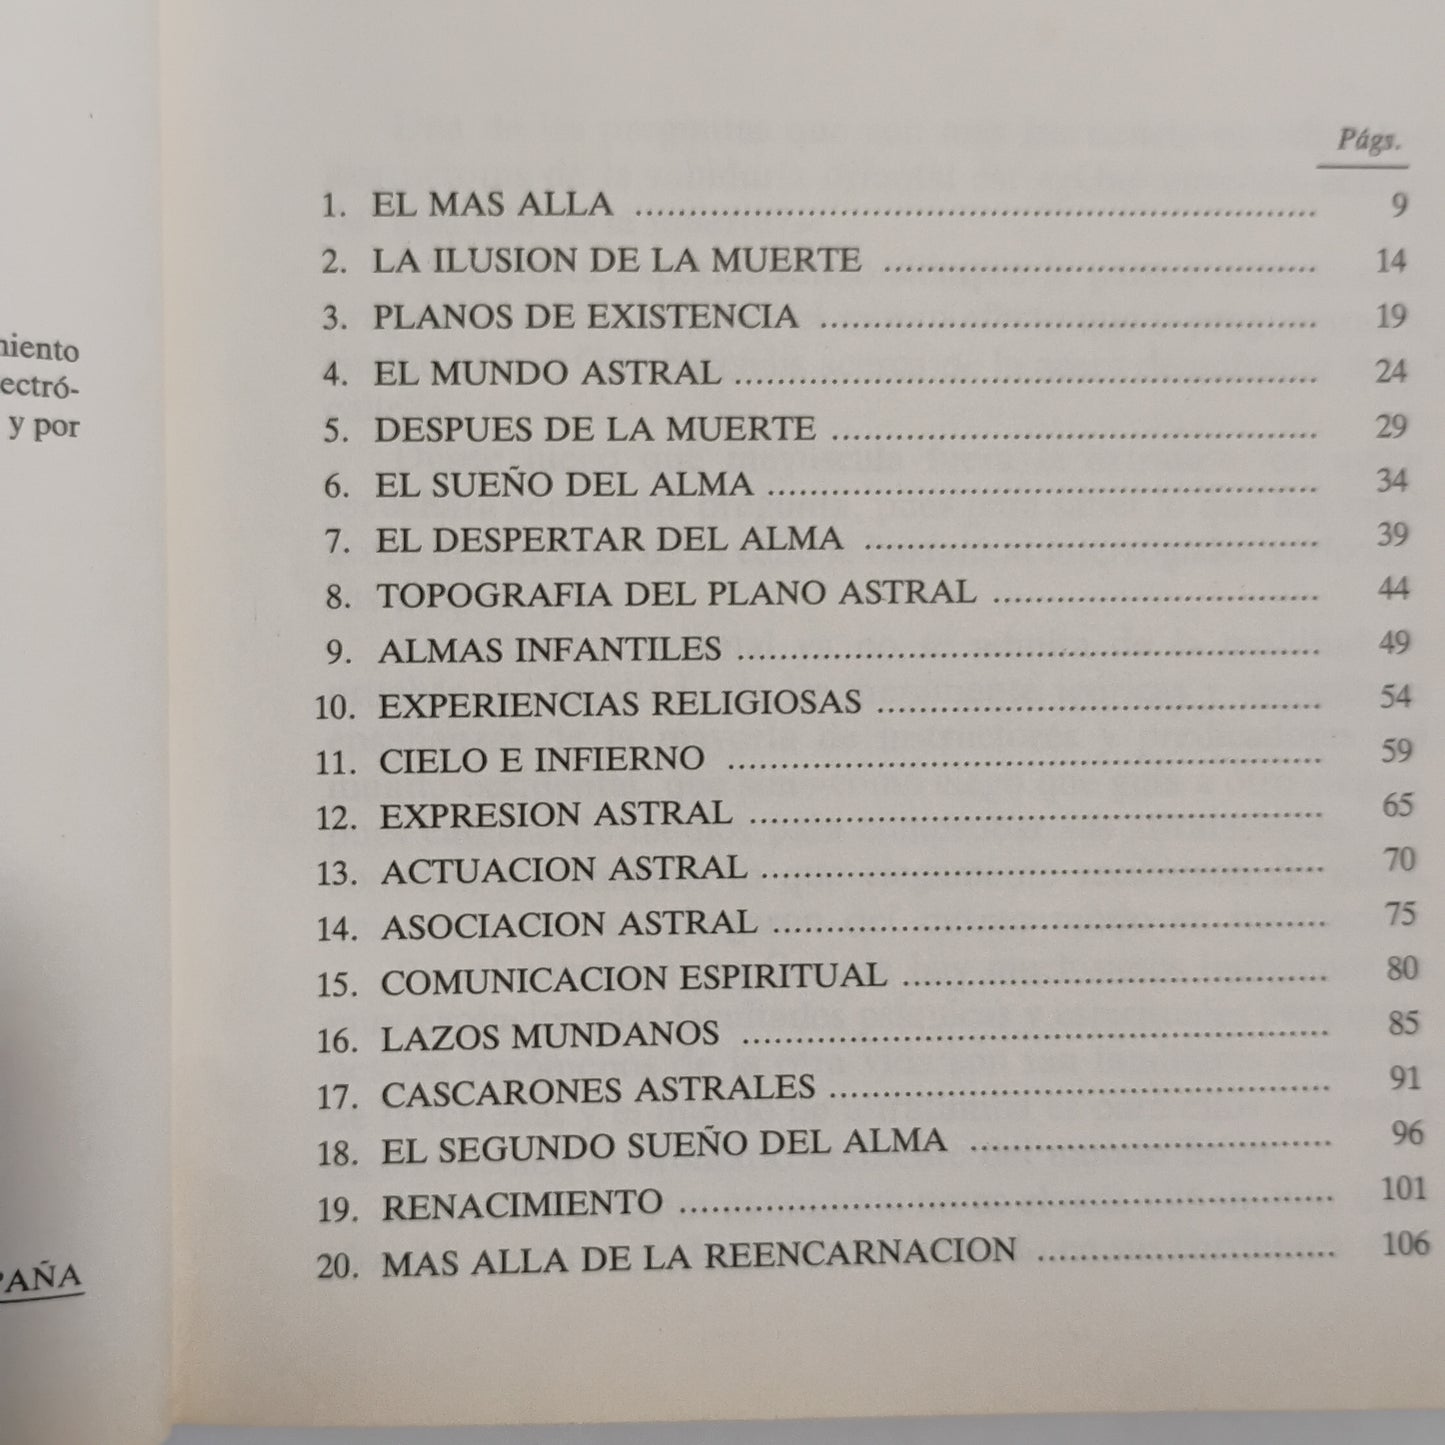 miento
ectró-
y por
PAÑA
Págs.
1. EL MAS ALLA ........ 9
2. LA ILUSION DE LA MUERTE ........ 14
3. PLANOS DE EXISTENCIA ........ 19
4. EL MUNDO ASTRAL ........ 24
5. DESPUES DE LA MUERTE ........ 29
6. EL SUEÑO DEL ALMA ........ 34
7. EL DESPERTAR DEL ALMA ........ 39
8. TOPOGRAFIA DEL PLANO ASTRAL ........ 44
9. ALMAS INFANTILES ........ 49
10. EXPERIENCIAS RELIGIOSAS ........ 54
11. CIELO E INFIERNO ........ 59
12. EXPRESION ASTRAL ........ 65
13. ACTUACION ASTRAL ........ 70
14. ASOCIACION ASTRAL ........ 75
15. COMUNICACION ESPIRITUAL ........ 80
16. LAZOS MUNDANOS ........ 85
17. CASCARONES ASTRALES ........ 91
18. EL SEGUNDO SUEÑO DEL ALMA ........ 96
19. RENACIMIENTO ........ 101
20. MAS ALLA DE LA REENCARNACION ........ 106